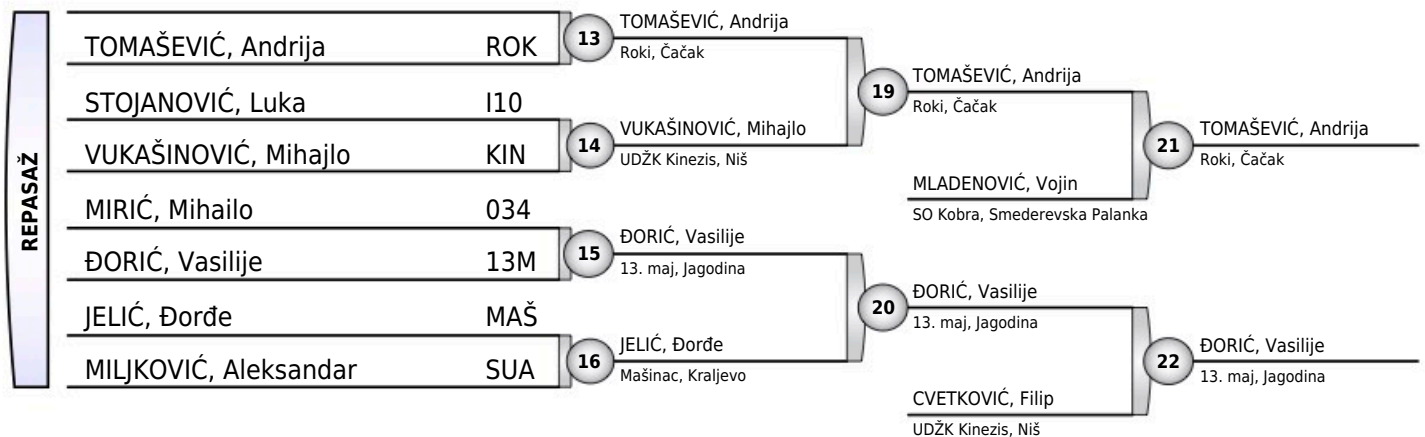 REPASAŽ
TOMAŠEVIĆ, Andrija ROK
STOJANOVIĆ, Luka I10
VUKAŠINOVIĆ, Mihajlo KIN
MIRIĆ, Mihailo 034
ĐORIĆ, Vasilije 13M
JELIĆ, Đorđe MAŠ
MILJKOVIĆ, Aleksandar SUA
13
TOMAŠEVIĆ, Andrija
Roki, Čačak
14
VUKAŠINOVIĆ, Mihajlo
UDŽK Kinezis, Niš
15
ĐORIĆ, Vasilije
13. maj, Jagodina
16
JELIĆ, Đorđe
Mašinac, Kraljevo
19
TOMAŠEVIĆ, Andrija
Roki, Čačak
MLADENOVIĆ, Vojin
SO Kobra, Smederevska Palanka
20
ĐORIĆ, Vasilije
13. maj, Jagodina
CVETKOVIĆ, Filip
UDŽK Kinezis, Niš
21
TOMAŠEVIĆ, Andrija
Roki, Čačak
22
ĐORIĆ, Vasilije
13. maj, Jagodina